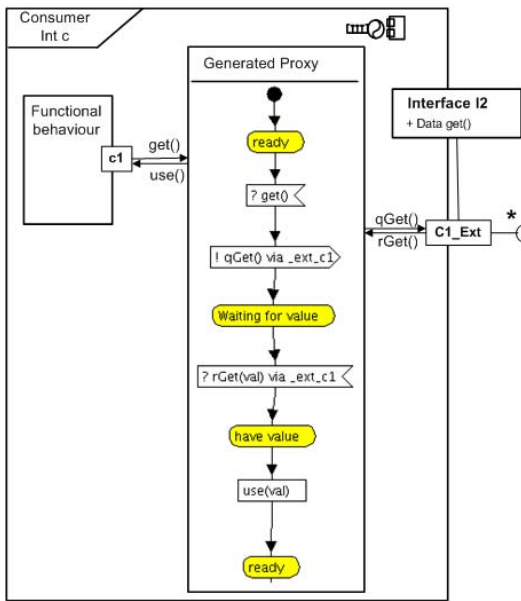 Consumer
Int c
Generated Proxy
Functional
behaviour
c1
get()
use()
ready
? get()
! qGet() via _ext_c1
Waiting for value
? rGet(val) via _ext_c1
have value
use(val)
ready
Interface I2
+ Data get()
qGet()
rGet()
C1_Ext
*